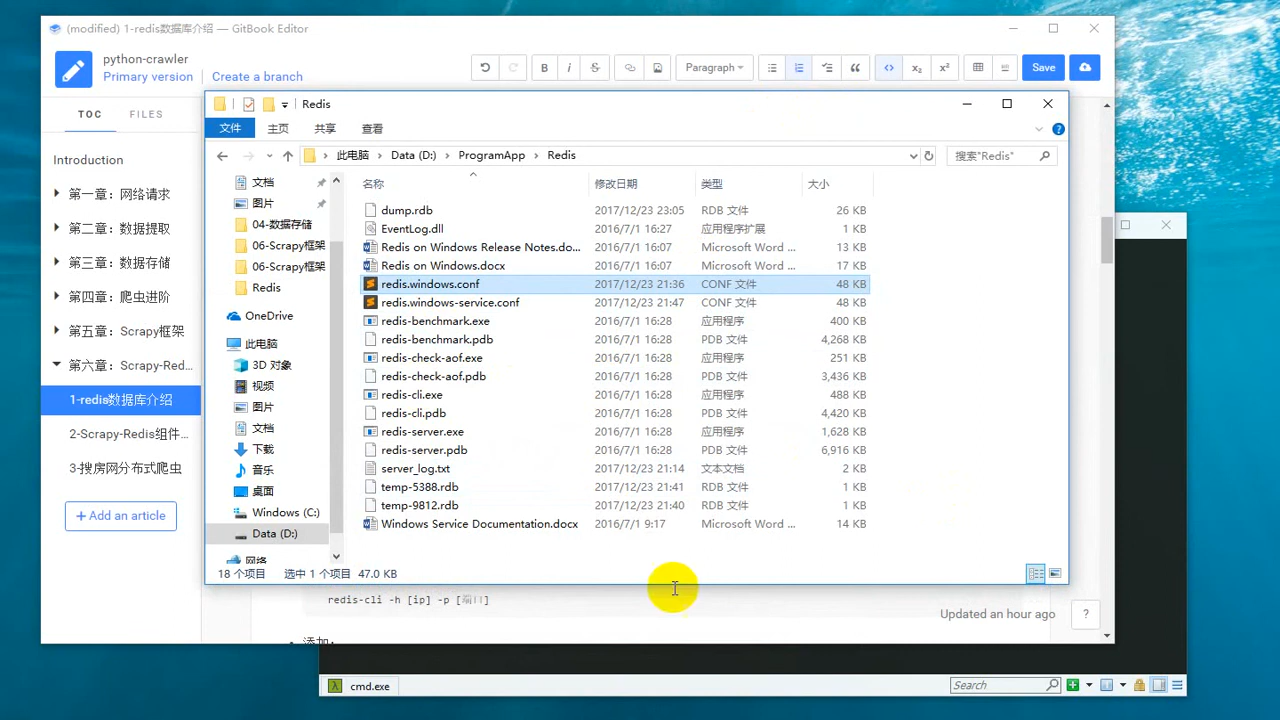 (modified) 1-redis数据库介绍 — GitBook Editor
python-crawler
Primary version
Create a branch
B
i
S
Paragraph
x₂
x²
Save
TOC
FILES
Introduction
第一章：网络请求
第二章：数据提取
第三章：数据存储
第四章：爬虫进阶
第五章：Scrapy框架
第六章：Scrapy-Red...
1-redis数据库介绍
2-Scrapy-Redis组件...
3-搜房网分布式爬虫
+ Add an article
Redis
文件
主页
共享
查看
此电脑 > Data (D:) > ProgramApp > Redis
搜索"Redis"
文档
图片
04-数据存储
06-Scrapy框架
06-Scrapy框架
Redis
OneDrive
此电脑
3D 对象
视频
图片
文档
下载
音乐
桌面
Windows (C:)
Data (D:)
网络
名称 修改日期 类型 大小
dump.rdb 2017/12/23 23:05 RDB 文件 26 KB
EventLog.dll 2016/7/1 16:27 应用程序扩展 1 KB
Redis on Windows Release Notes.do... 2016/7/1 16:07 Microsoft Word ... 13 KB
Redis on Windows.docx 2016/7/1 16:07 Microsoft Word ... 17 KB
redis.windows.conf 2017/12/23 21:36 CONF 文件 48 KB
redis.windows-service.conf 2017/12/23 21:47 CONF 文件 48 KB
redis-benchmark.exe 2016/7/1 16:28 应用程序 400 KB
redis-benchmark.pdb 2016/7/1 16:28 PDB 文件 4,268 KB
redis-check-aof.exe 2016/7/1 16:28 应用程序 251 KB
redis-check-aof.pdb 2016/7/1 16:28 PDB 文件 3,436 KB
redis-cli.exe 2016/7/1 16:28 应用程序 488 KB
redis-cli.pdb 2016/7/1 16:28 PDB 文件 4,420 KB
redis-server.exe 2016/7/1 16:28 应用程序 1,628 KB
redis-server.pdb 2016/7/1 16:28 PDB 文件 6,916 KB
server_log.txt 2017/12/23 21:14 文本文档 2 KB
temp-5388.rdb 2017/12/23 21:41 RDB 文件 1 KB
temp-9812.rdb 2017/12/23 21:40 RDB 文件 1 KB
Windows Service Documentation.docx 2016/7/1 9:17 Microsoft Word ... 14 KB
18 个项目 选中 1 个项目 47.0 KB
redis-cli -h [ip] -p [端口]
Updated an hour ago
?
添加:
cmd.exe
Search